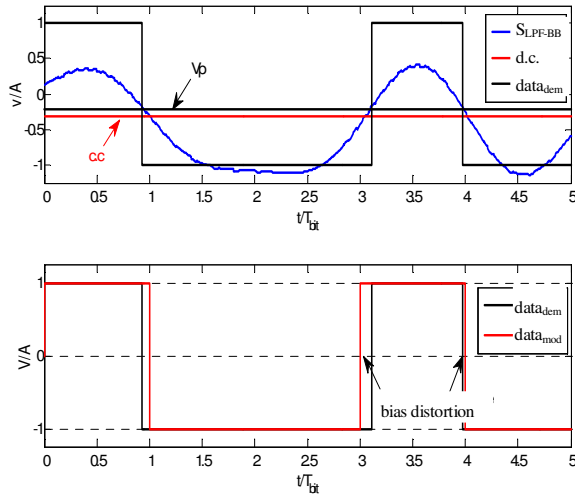 1
0.5
0
-0.5
-1
v/A
Vp
c.c
S_LPF-BB
d.c.
data_dem
0 0.5 1 1.5 2 2.5 3 3.5 4 4.5 5
t/T_bit
1
0
-1
V/A
data_dem
data_mod
bias distortion
0 0.5 1 1.5 2 2.5 3 3.5 4 4.5 5
t/T_bit